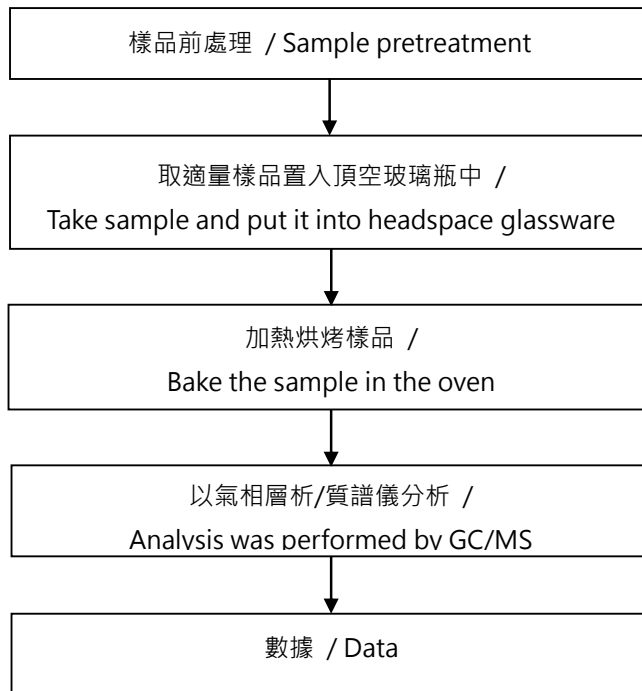 樣品前處理 / Sample pretreatment
取適量樣品置入頂空玻璃瓶中 /
Take sample and put it into headspace glassware
加熱烘烤樣品 /
Bake the sample in the oven
以氣相層析/質譜儀分析 /
Analysis was performed by GC/MS
數據 / Data